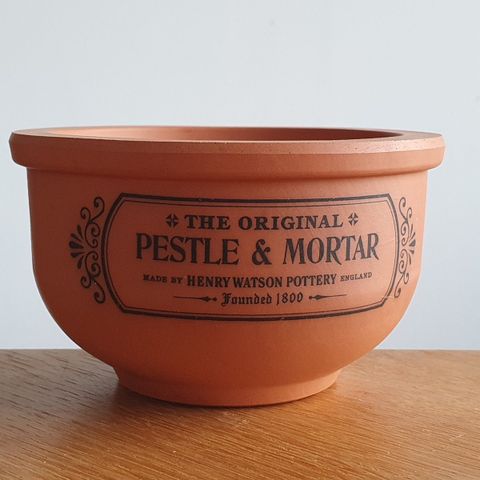 THE ORIGINAL
PESTLE & MORTAR
MADE BY HENRY WATSON POTTERY ENGLAND
Founded 1800